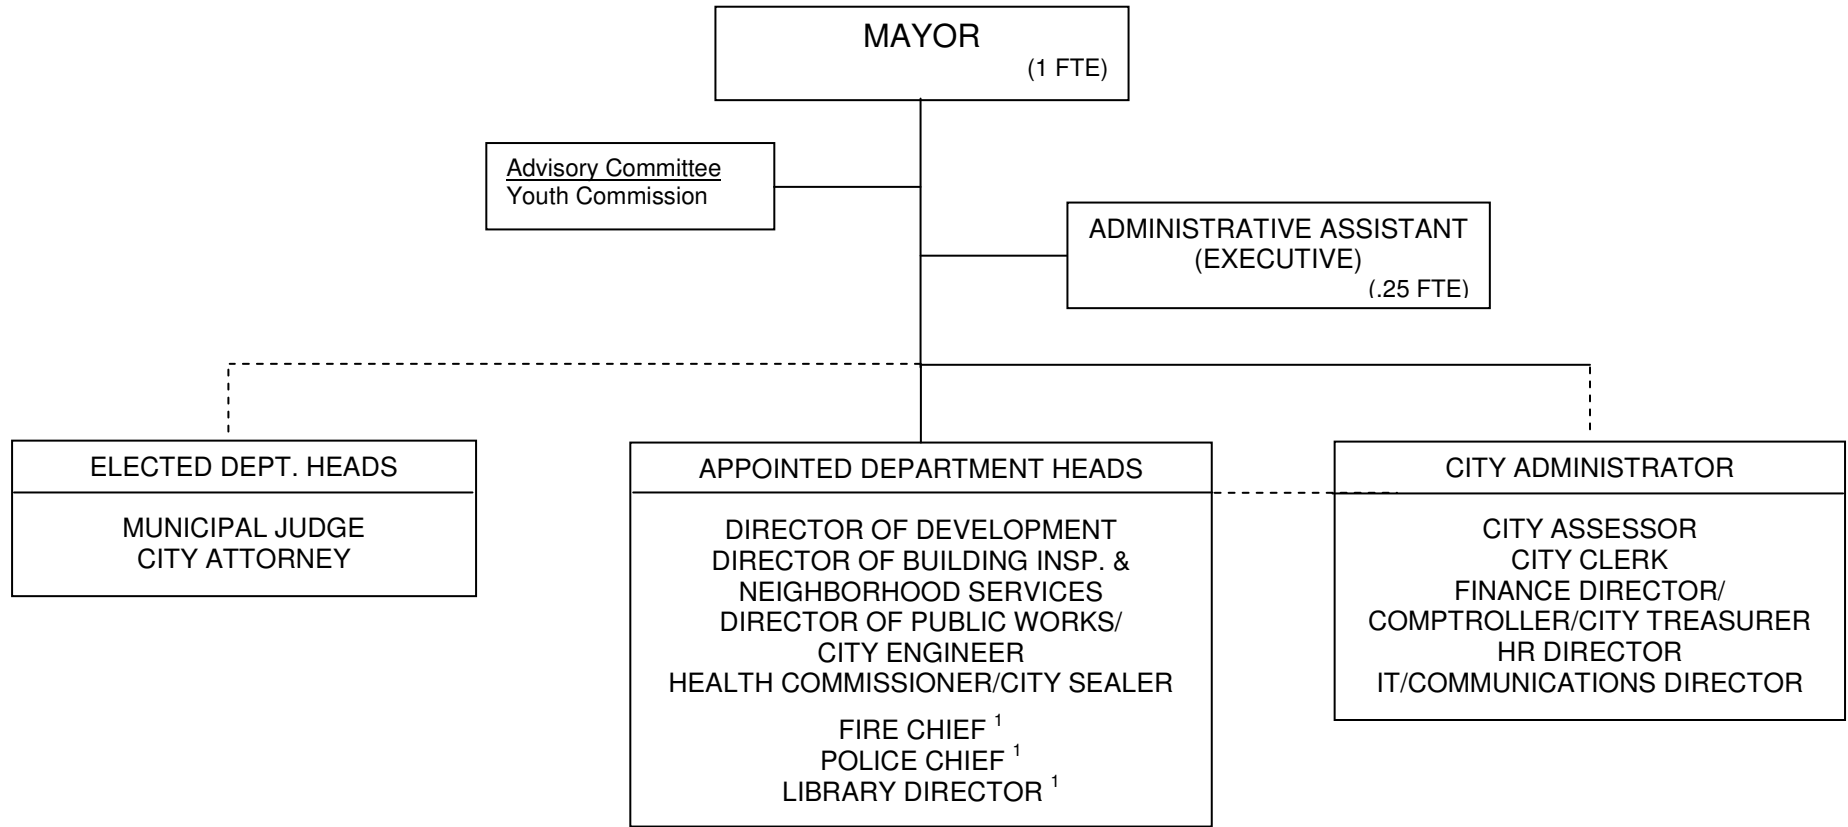 MAYOR
(1 FTE)
Advisory Committee
Youth Commission
ADMINISTRATIVE ASSISTANT
(EXECUTIVE)
(.25 FTE)
ELECTED DEPT. HEADS
MUNICIPAL JUDGE
CITY ATTORNEY
APPOINTED DEPARTMENT HEADS
DIRECTOR OF DEVELOPMENT
DIRECTOR OF BUILDING INSP. &
NEIGHBORHOOD SERVICES
DIRECTOR OF PUBLIC WORKS/
CITY ENGINEER
HEALTH COMMISSIONER/CITY SEALER
FIRE CHIEF ¹
POLICE CHIEF ¹
LIBRARY DIRECTOR ¹
CITY ADMINISTRATOR
CITY ASSESSOR
CITY CLERK
FINANCE DIRECTOR/
COMPTROLLER/CITY TREASURER
HR DIRECTOR
IT/COMMUNICATIONS DIRECTOR